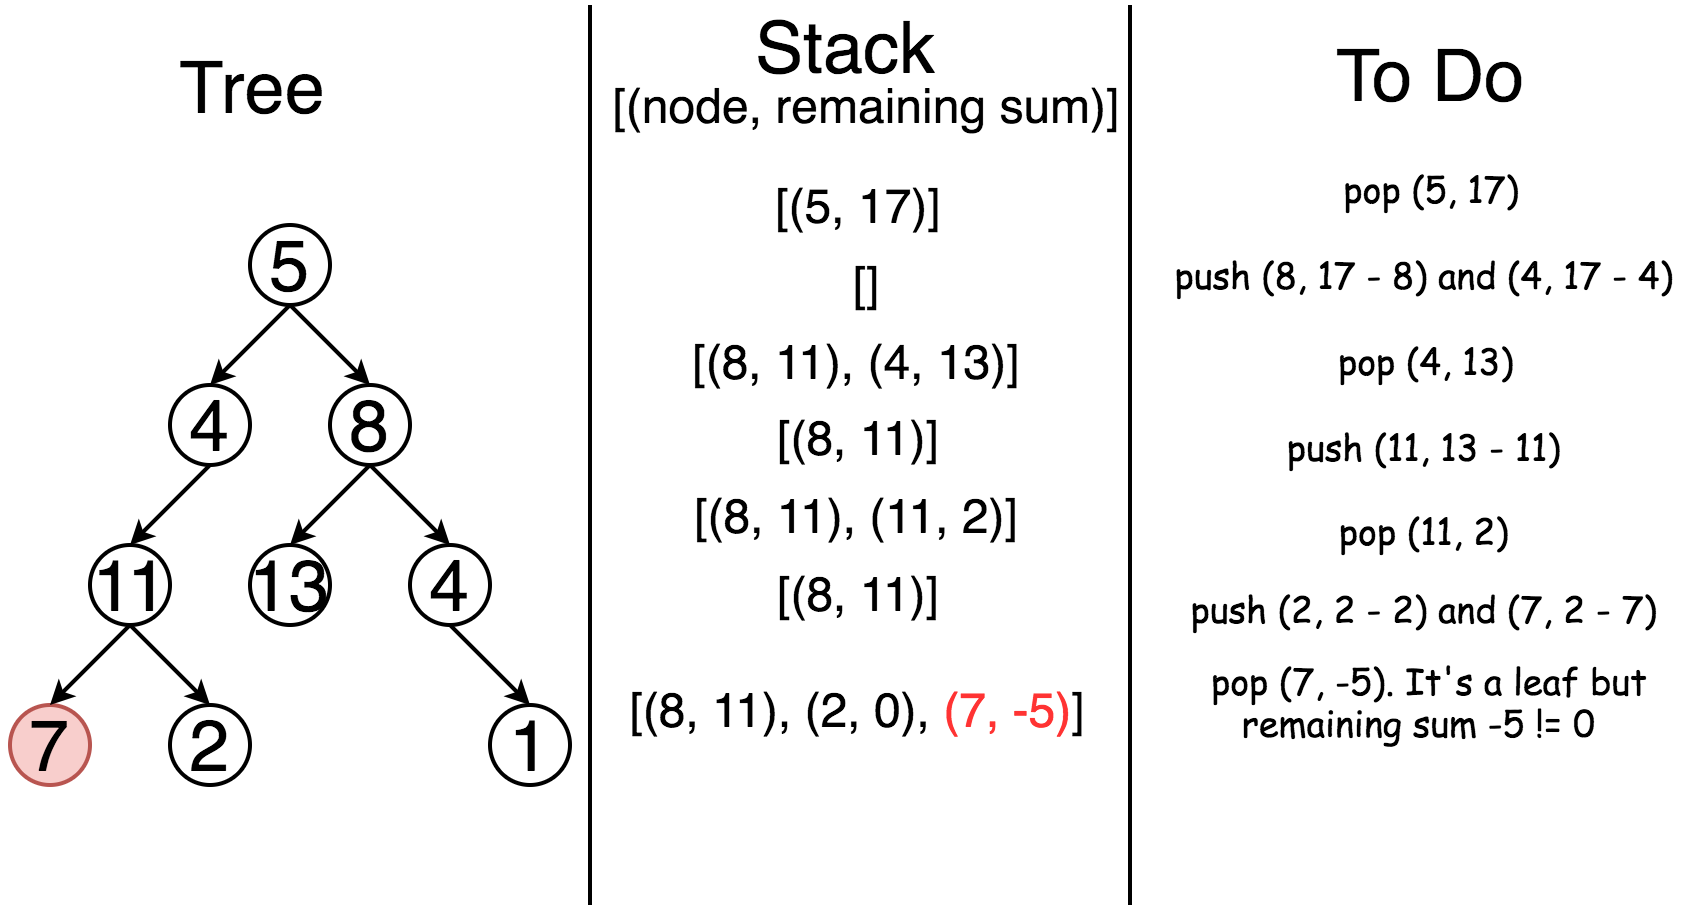 Tree
5
4
8
11
13
4
7
2
1
Stack
[(node, remaining sum)]
[(5, 17)]
[]
[(8, 11), (4, 13)]
[(8, 11)]
[(8, 11), (11, 2)]
[(8, 11)]
[(8, 11), (2, 0), (7, -5)]
To Do
pop (5, 17)
push (8, 17 - 8) and (4, 17 - 4)
pop (4, 13)
push (11, 13 - 11)
pop (11, 2)
push (2, 2 - 2) and (7, 2 - 7)
pop (7, -5). It's a leaf but
remaining sum -5 != 0